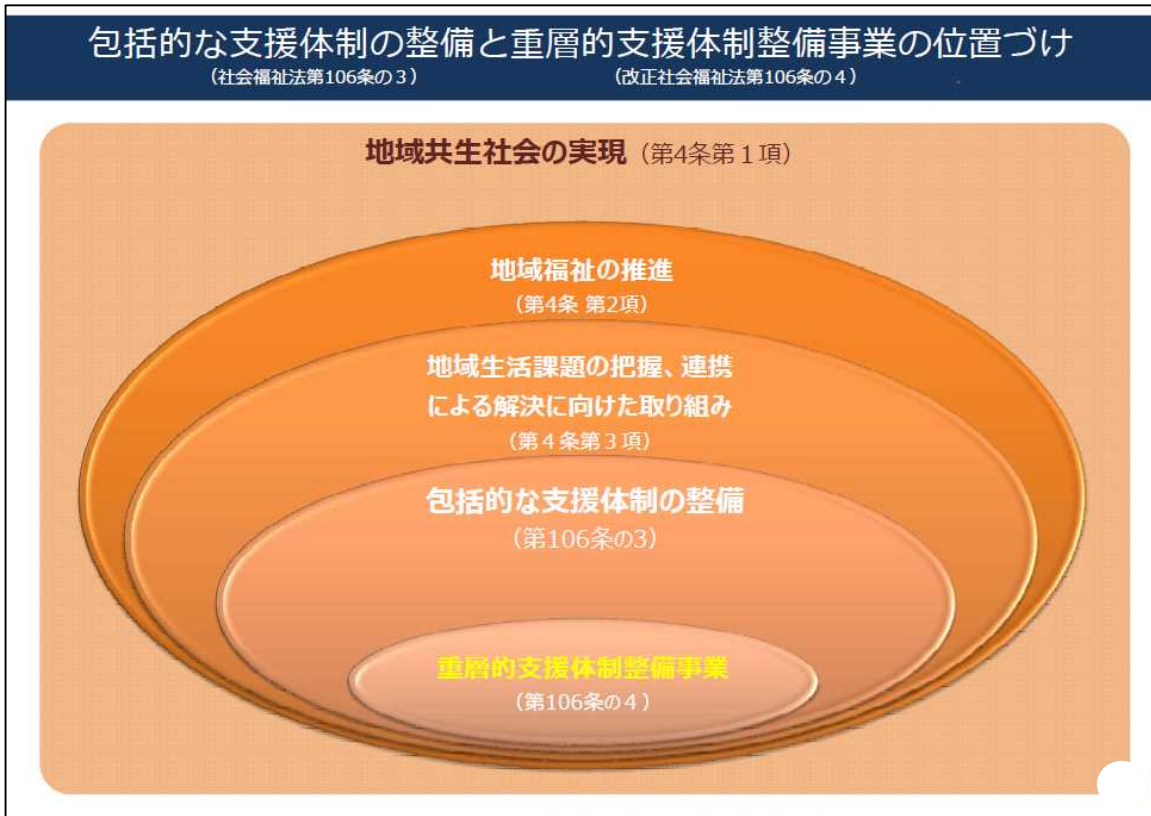 包括的な支援体制の整備と重層的支援体制整備事業の位置づけ
（社会福祉法第106条の３） （改正社会福祉法第106条の４）
地域共生社会の実現（第4条第１項）
地域福祉の推進
（第4条 第2項）
地域生活課題の把握、連携
による解決に向けた取り組み
（第４条第３項）
包括的な支援体制の整備
（第106条の3）
重層的支援体制整備事業
（第106条の４）